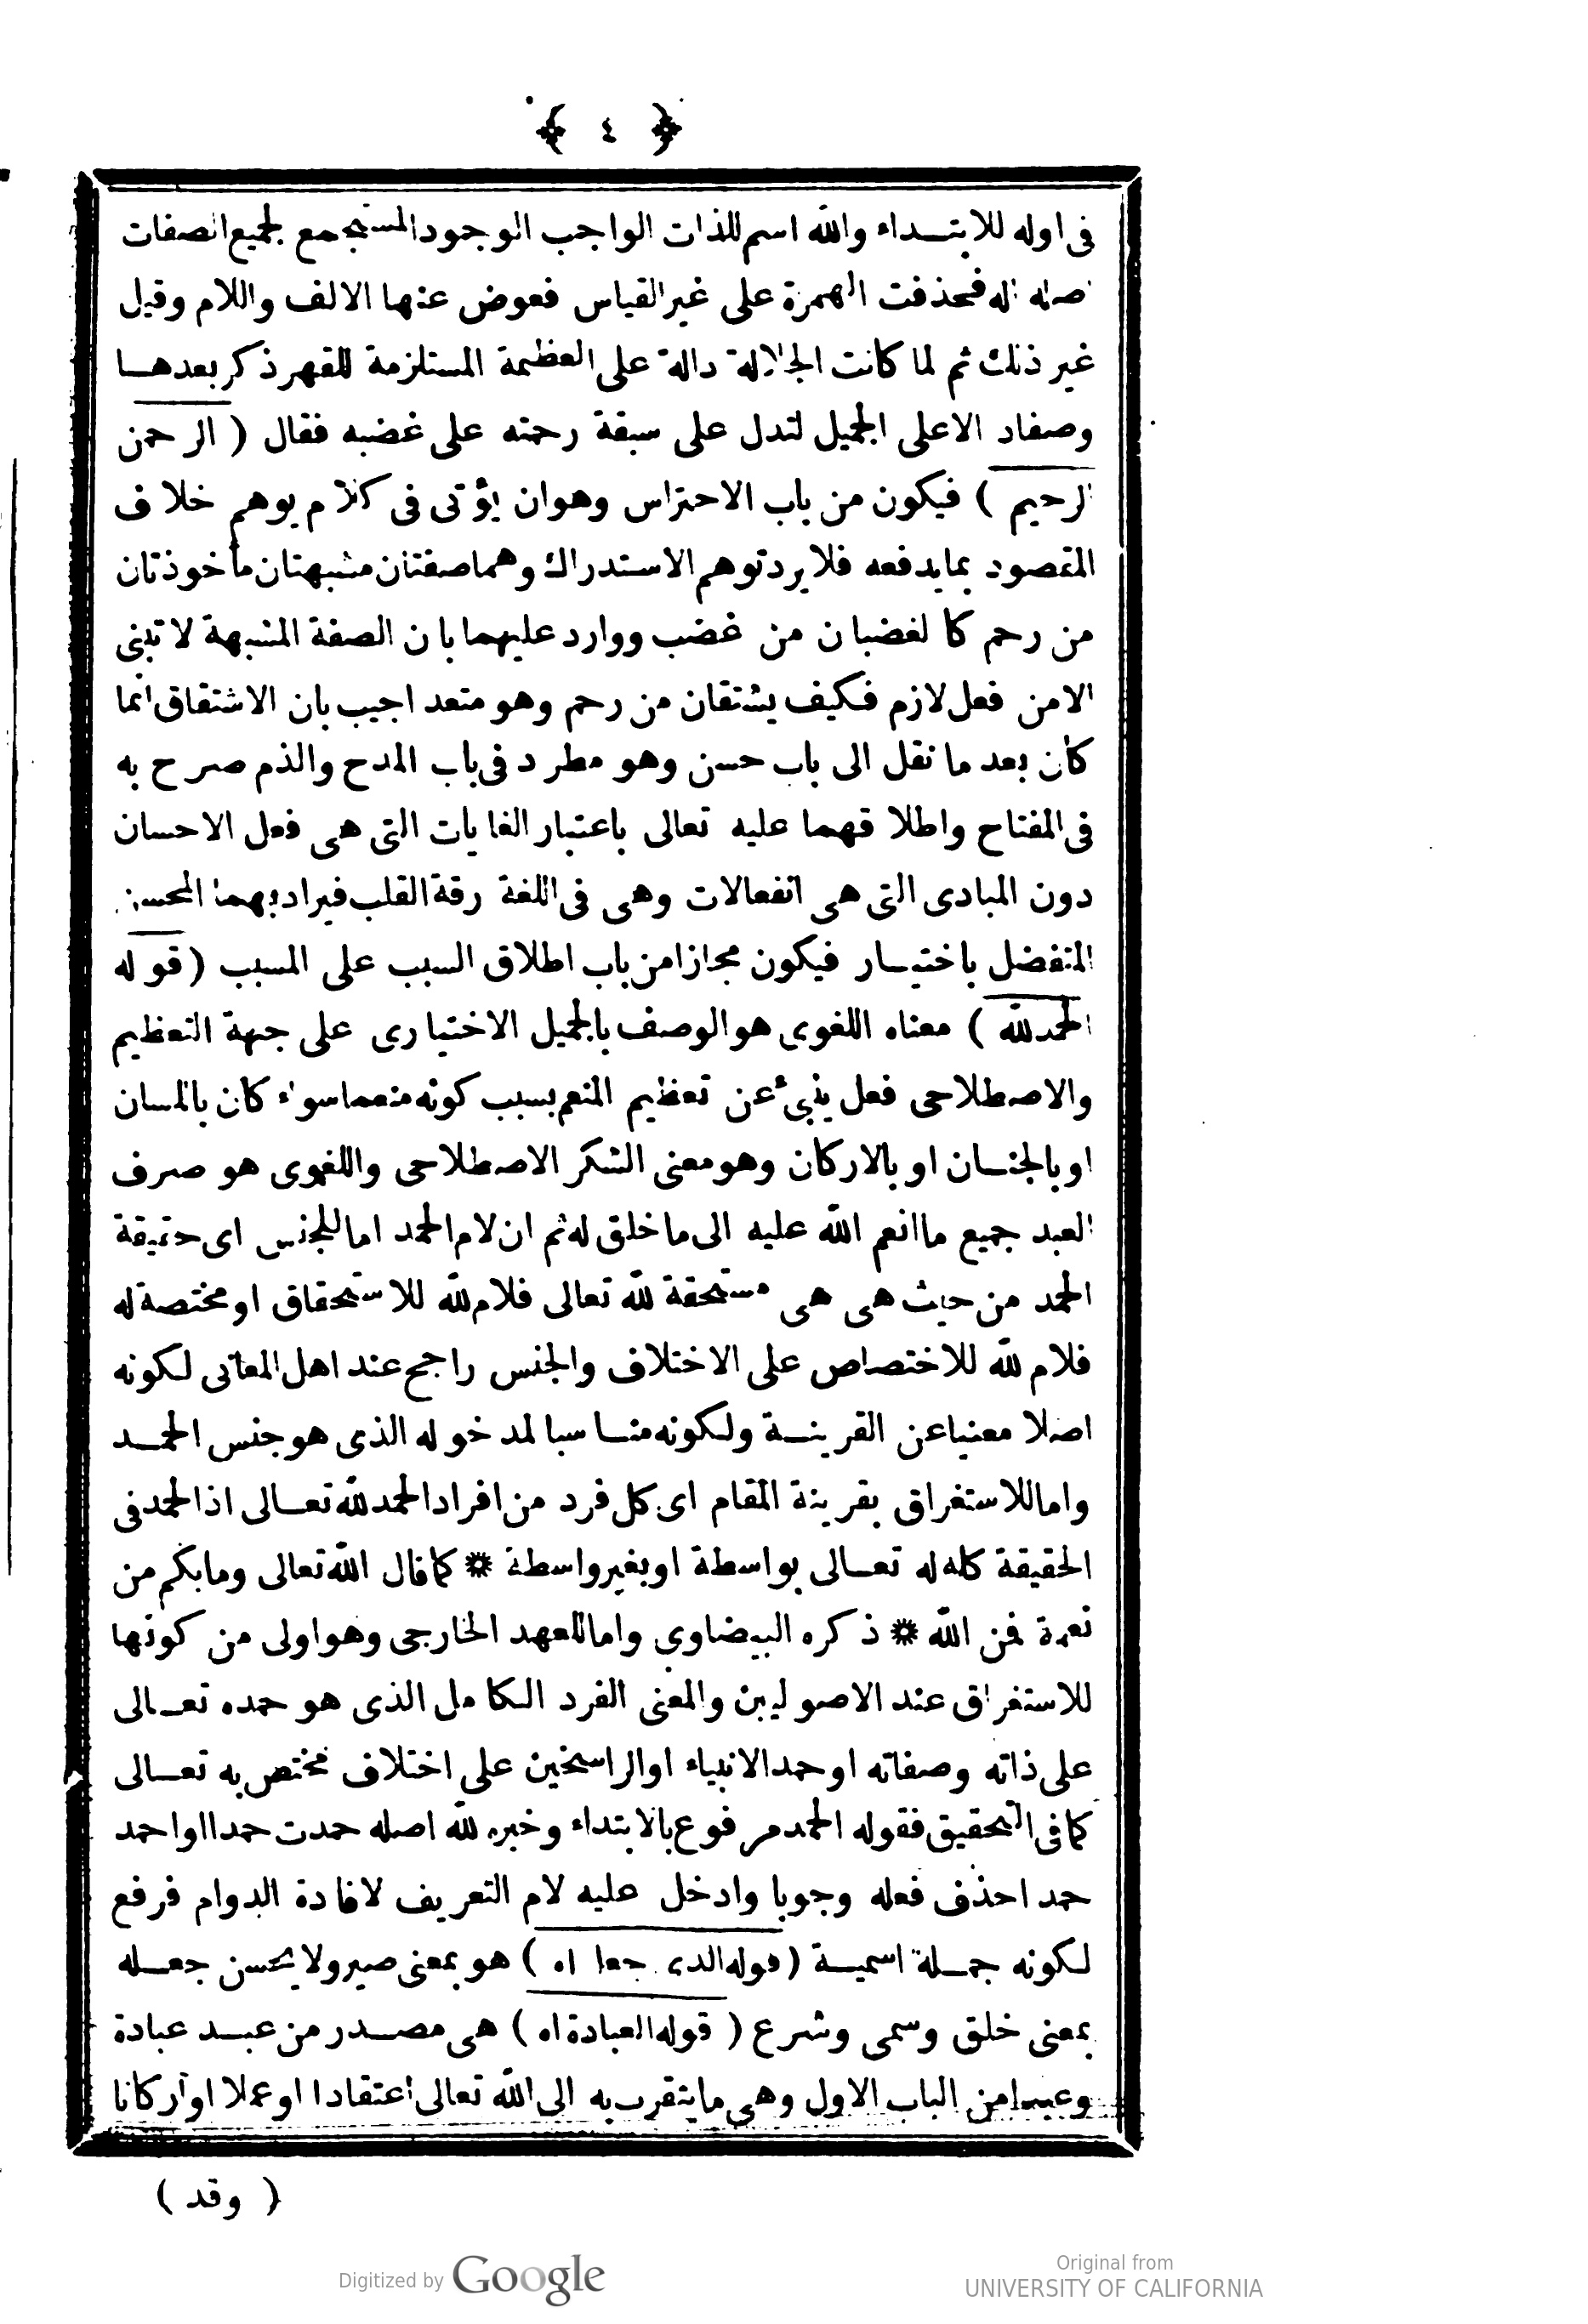 ﴿ ٤ ﴾
فى اوله للابتداء والله اسم للذات الواجب الوجود المستجمع لجميع الصفات
اصله اله فحذفت الهمزة على غير القياس فعوض عنها الالف واللام وقيل
غير ذلك ثم لما كانت الجلالة دالة على العظيمة المستلزمة للقهر ذكر بعدها
وصفاد الاعلى الجميل لتدل على سبقة رحمته على غضبه فقال ( الرحمن
الرحيم ) فيكون من باب الاحتراس وهو ان يؤتى فى كلام يوهم خلاف
المقصود بما يدفعه فلا يرد توهم الاستدراك وهما صفتان مشبهتان مأخوذتان
من رحم كالغضبان من غضب ووارد عليهما بان الصفة المشبهة لا تبنى
الامن فعل لازم فكيف يشتقان من رحم وهو متعد اجيب بان الاشتقاق انما
كان بعد ما نقل الى باب حسن وهو مطرد فى باب المدح والذم صرح به
فى المفتاح واطلاقهما عليه تعالى باعتبار الغايات التى هى فعل الاحسان
دون المبادى التى هى انفعالات وهى فى اللغة رقة القلب فيراد بهما المحسن
المتفضل باختيار فيكون مجازا من باب اطلاق السبب على المسبب ( قوله
الحمد لله ) معناه اللغوى هو الوصف بالجميل الاختيارى على جهة التعظيم
والاصطلاحى فعل ينبئ عن تعظيم المنعم بسبب كونه منعما سواء كان باللسان
او بالجنان او بالاركان وهو معنى الشكر الاصطلاحى واللغوى هو صرف
العبد جميع ما انعم الله عليه الى ما خلق له ثم ان لام الحمد اما للجنس اى حقيقة
الحمد من حيث هى هى مستحقة لله تعالى فلام لله للاستحقاق او مختصة له
فلام لله للاختصاص على الاختلاف والجنس راجح عند اهل المعانى لكونه
اصلا مغنيا عن القرينة ولكونه مناسبا لمدخوله الذى هو جنس الحمد
واما للاستغراق بقرينة المقام اى كل فرد من افراد الحمد لله تعالى اذ الحمد فى
الحقيقة كله له تعالى بواسطة او بغير واسطة ❊ كما قال الله تعالى وما بكم من
نعمة فمن الله ❊ ذكره البيضاوى واما للعهد الخارجى وهو اولى من كونها
للاستغراق عند الاصوليين والمعنى الفرد الكامل الذى هو حمده تعالى
على ذاته وصفاته او حمد الانبياء او الراسخين على اختلاف مختص به تعالى
كما فى التحقيق فقوله الحمد مرفوع بالابتداء وخبره لله اصله حمدت حمدا او احمد
حمد احذف فعله وجوبا وادخل عليه لام التعريف لافادة الدوام فرفع
لكونه جملة اسمية ( قوله الذى جعل اه ) هو بمعنى صير ولا يحسن جعله
بمعنى خلق وسمى وشرع ( قوله العبادة اه ) هى مصدر من عبد عبادة
وعبدا من الباب الاول وهى ما يتقرب به الى الله تعالى اعتقادا او عملا او اركانا
( وقد )
Digitized by Google
Original from
UNIVERSITY OF CALIFORNIA